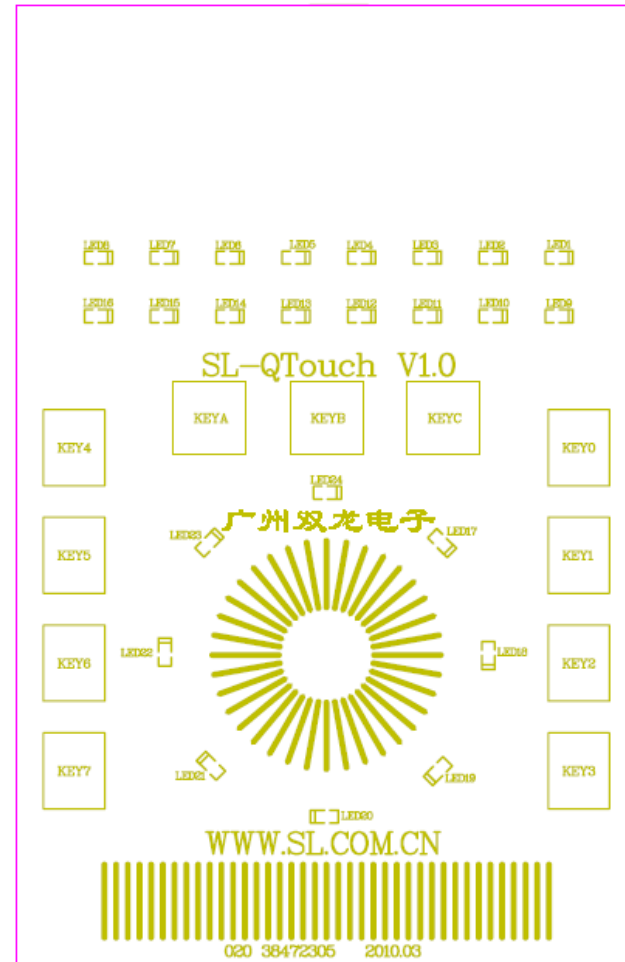 LED8 LED7 LED6 LED5 LED4 LED3 LED2 LED1
LED16 LED15 LED14 LED13 LED12 LED11 LED10 LED9
SL-QTouch V1.0
KEYA KEYB KEYC
KEY4 KEY0
LED24
广州双龙电子
LED23 LED17
KEY5 KEY1
LED22 LED18
KEY6 KEY2
KEY7 LED21 LED19 KEY3
LED20
WWW.SL.COM.CN
020 38472305 2010.03